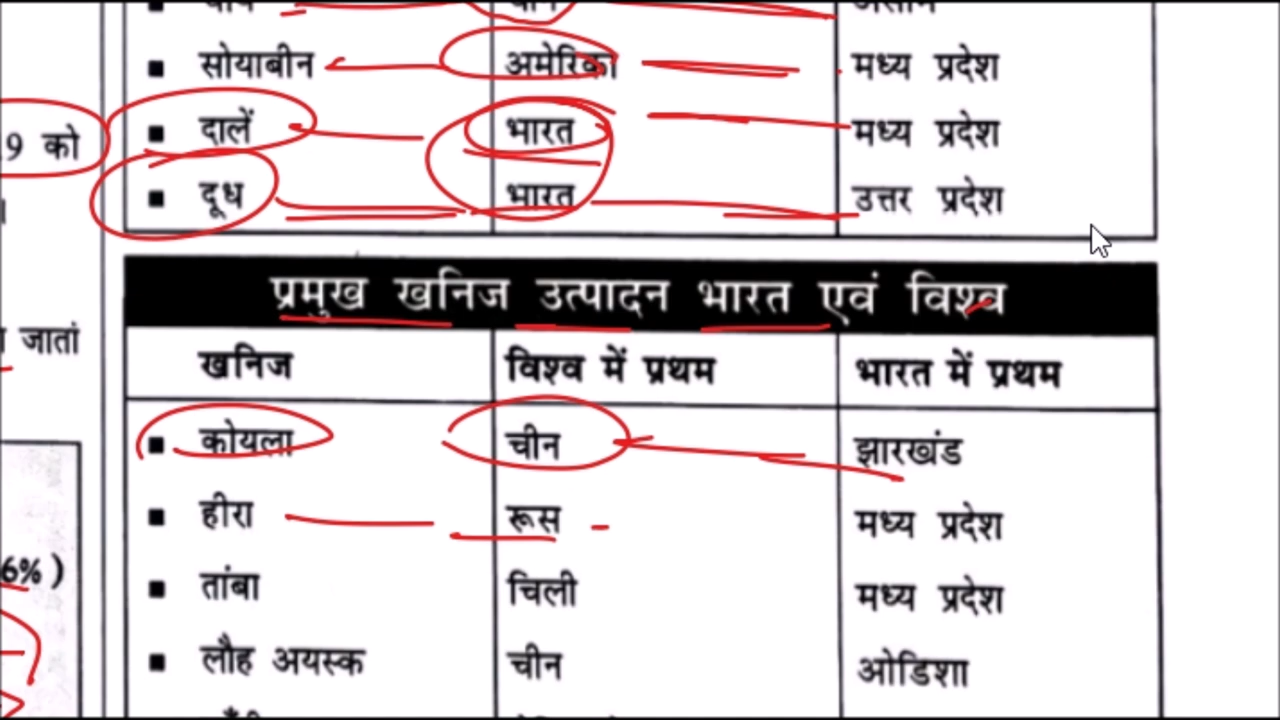 सोयाबीन अमेरिका मध्य प्रदेश
9 को
दालें भारत मध्य प्रदेश
दूध भारत उत्तर प्रदेश
प्रमुख खनिज उत्पादन भारत एवं विश्व
जातां
खनिज विश्व में प्रथम भारत में प्रथम
कोयला चीन झारखंड
हीरा रूस मध्य प्रदेश
6%)
तांबा चिली मध्य प्रदेश
लौह अयस्क चीन ओडिशा